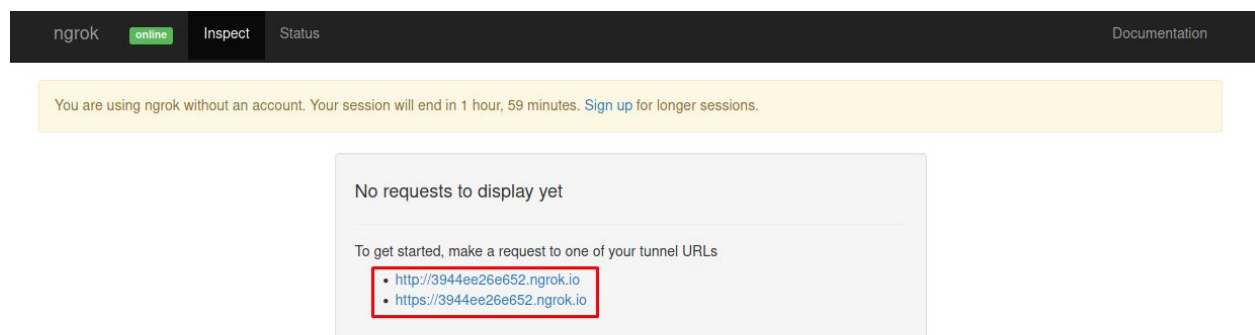 ngrok online Inspect Status Documentation
You are using ngrok without an account. Your session will end in 1 hour, 59 minutes. Sign up for longer sessions.
No requests to display yet
To get started, make a request to one of your tunnel URLs
• http://3944ee26e652.ngrok.io
• https://3944ee26e652.ngrok.io